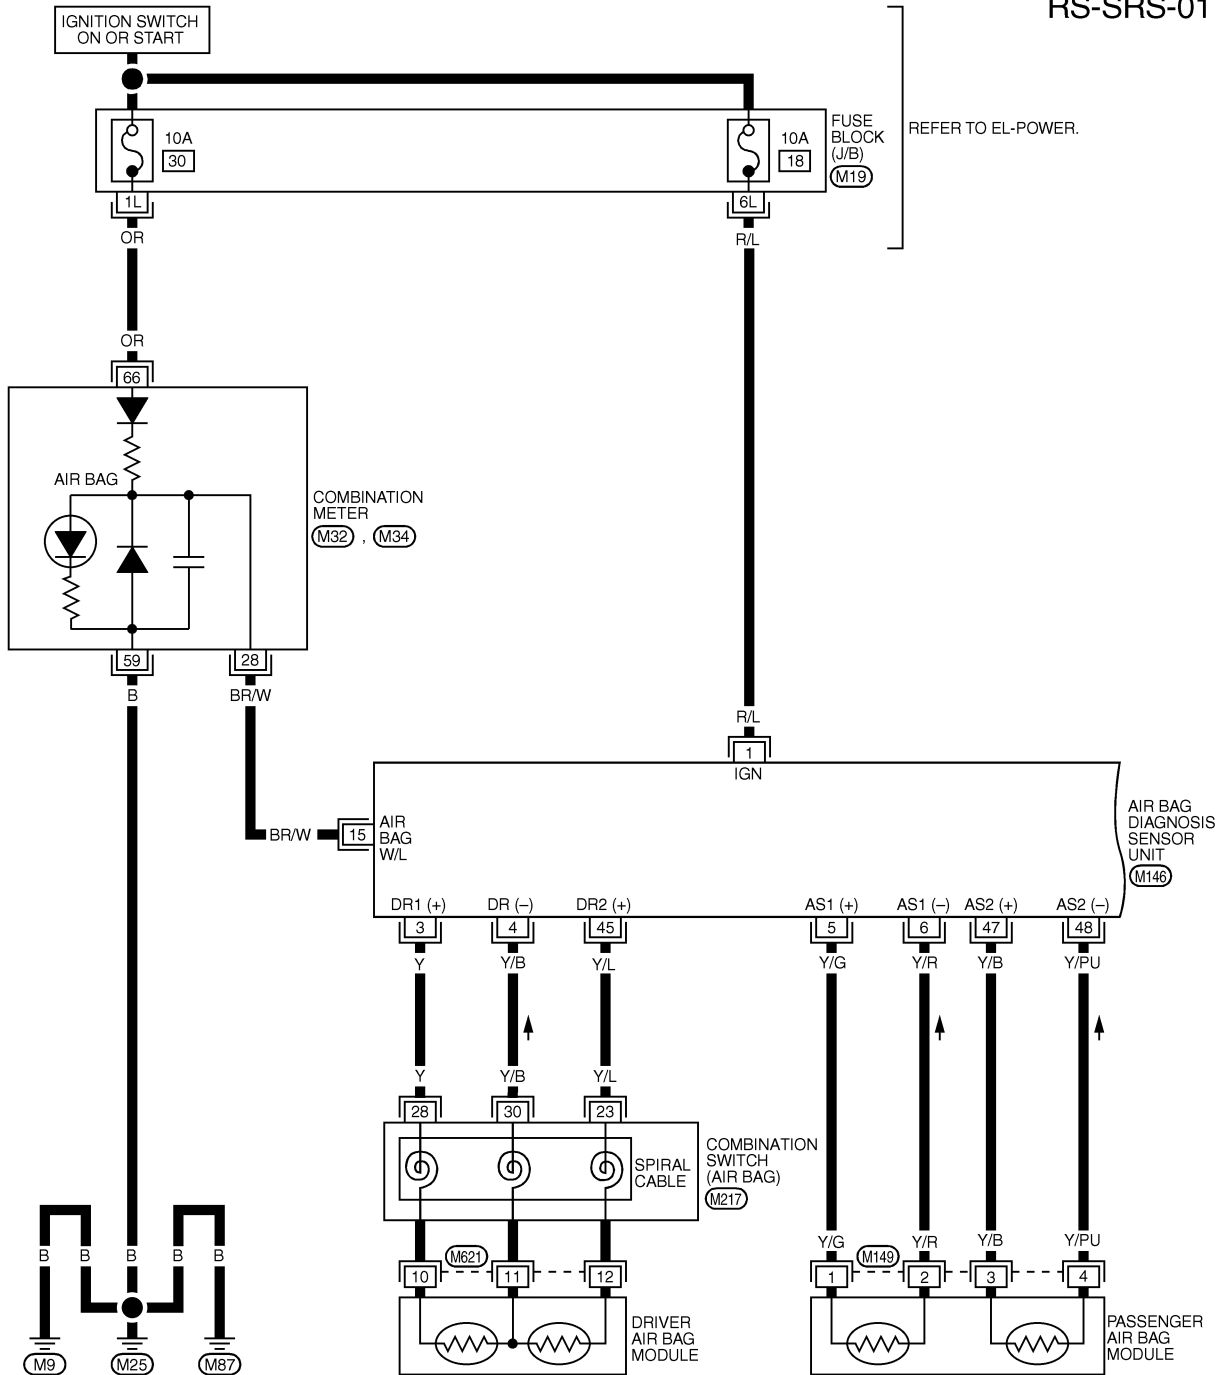 RS-SRS-01
IGNITION SWITCH
ON OR START
10A
30
10A
18
FUSE
BLOCK
(J/B)
M19
REFER TO EL-POWER.
1L
6L
OR
R/L
OR
66
AIR BAG
COMBINATION
METER
M32 , M34
59
28
B
BR/W
R/L
1
IGN
BR/W
15
AIR
BAG
W/L
AIR BAG
DIAGNOSIS
SENSOR
UNIT
M146
DR1 (+)
DR (–)
DR2 (+)
AS1 (+)
AS1 (–)
AS2 (+)
AS2 (–)
3
4
45
5
6
47
48
Y
Y/B
Y/L
Y/G
Y/R
Y/B
Y/PU
Y
Y/B
Y/L
28
30
23
SPIRAL
CABLE
COMBINATION
SWITCH
(AIR BAG)
M217
Y/G
Y/R
Y/B
Y/PU
B
B
B
B
B
M621
M149
10
11
12
1
2
3
4
DRIVER
AIR BAG
MODULE
PASSENGER
AIR BAG
MODULE
M9
M25
M87